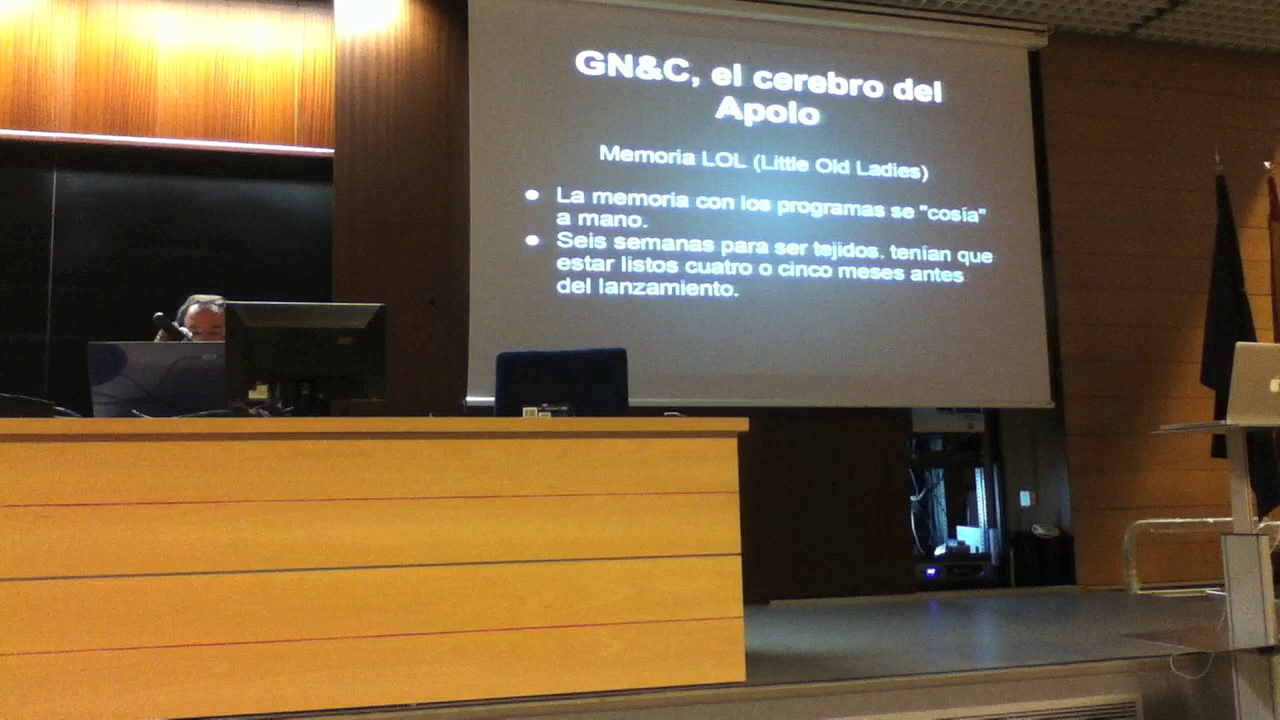 GN&C, el cerebro del
Apolo
Memoria LOL (Little Old Ladies)
● La memoria con los programas se "cosía"
a mano.
● Seis semanas para ser tejidos, tenían que
estar listos cuatro o cinco meses antes
del lanzamiento.